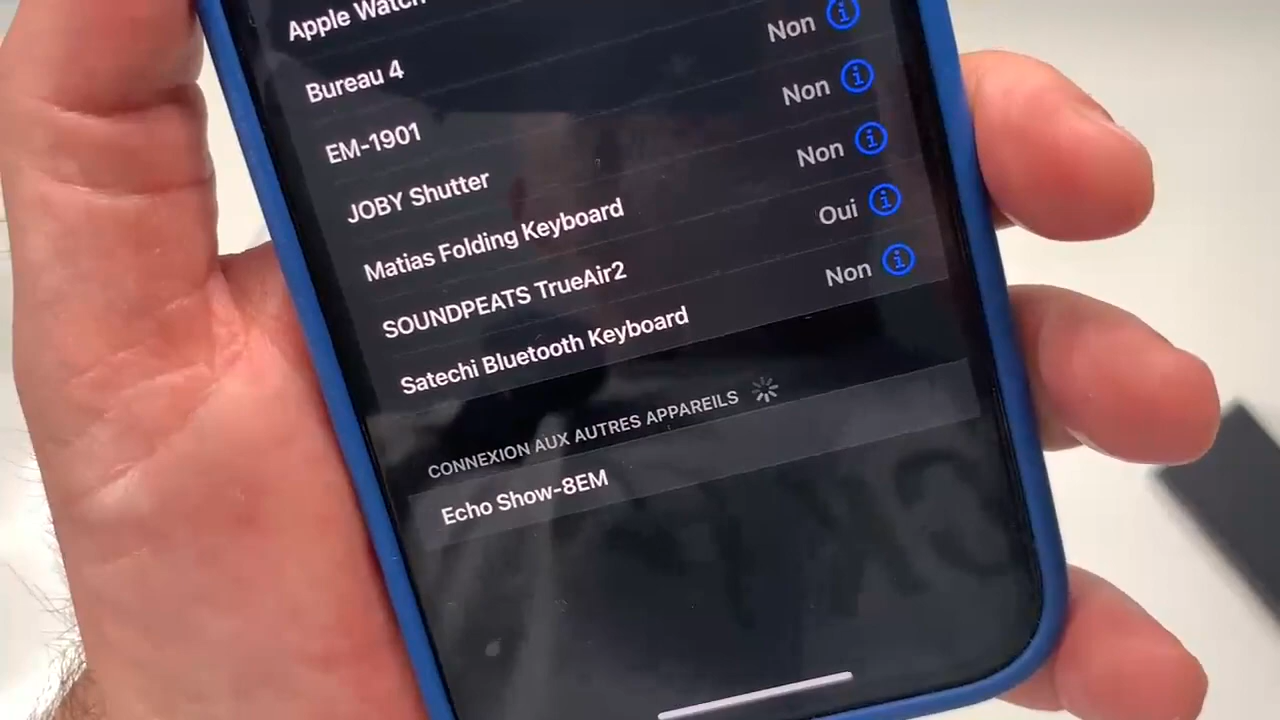 Apple Watch
Bureau 4
EM-1901 Non
JOBY Shutter Non
Matias Folding Keyboard Non
SOUNDPEATS TrueAir2 Oui
Satechi Bluetooth Keyboard Non
CONNEXION AUX AUTRES APPAREILS
Echo Show-8EM